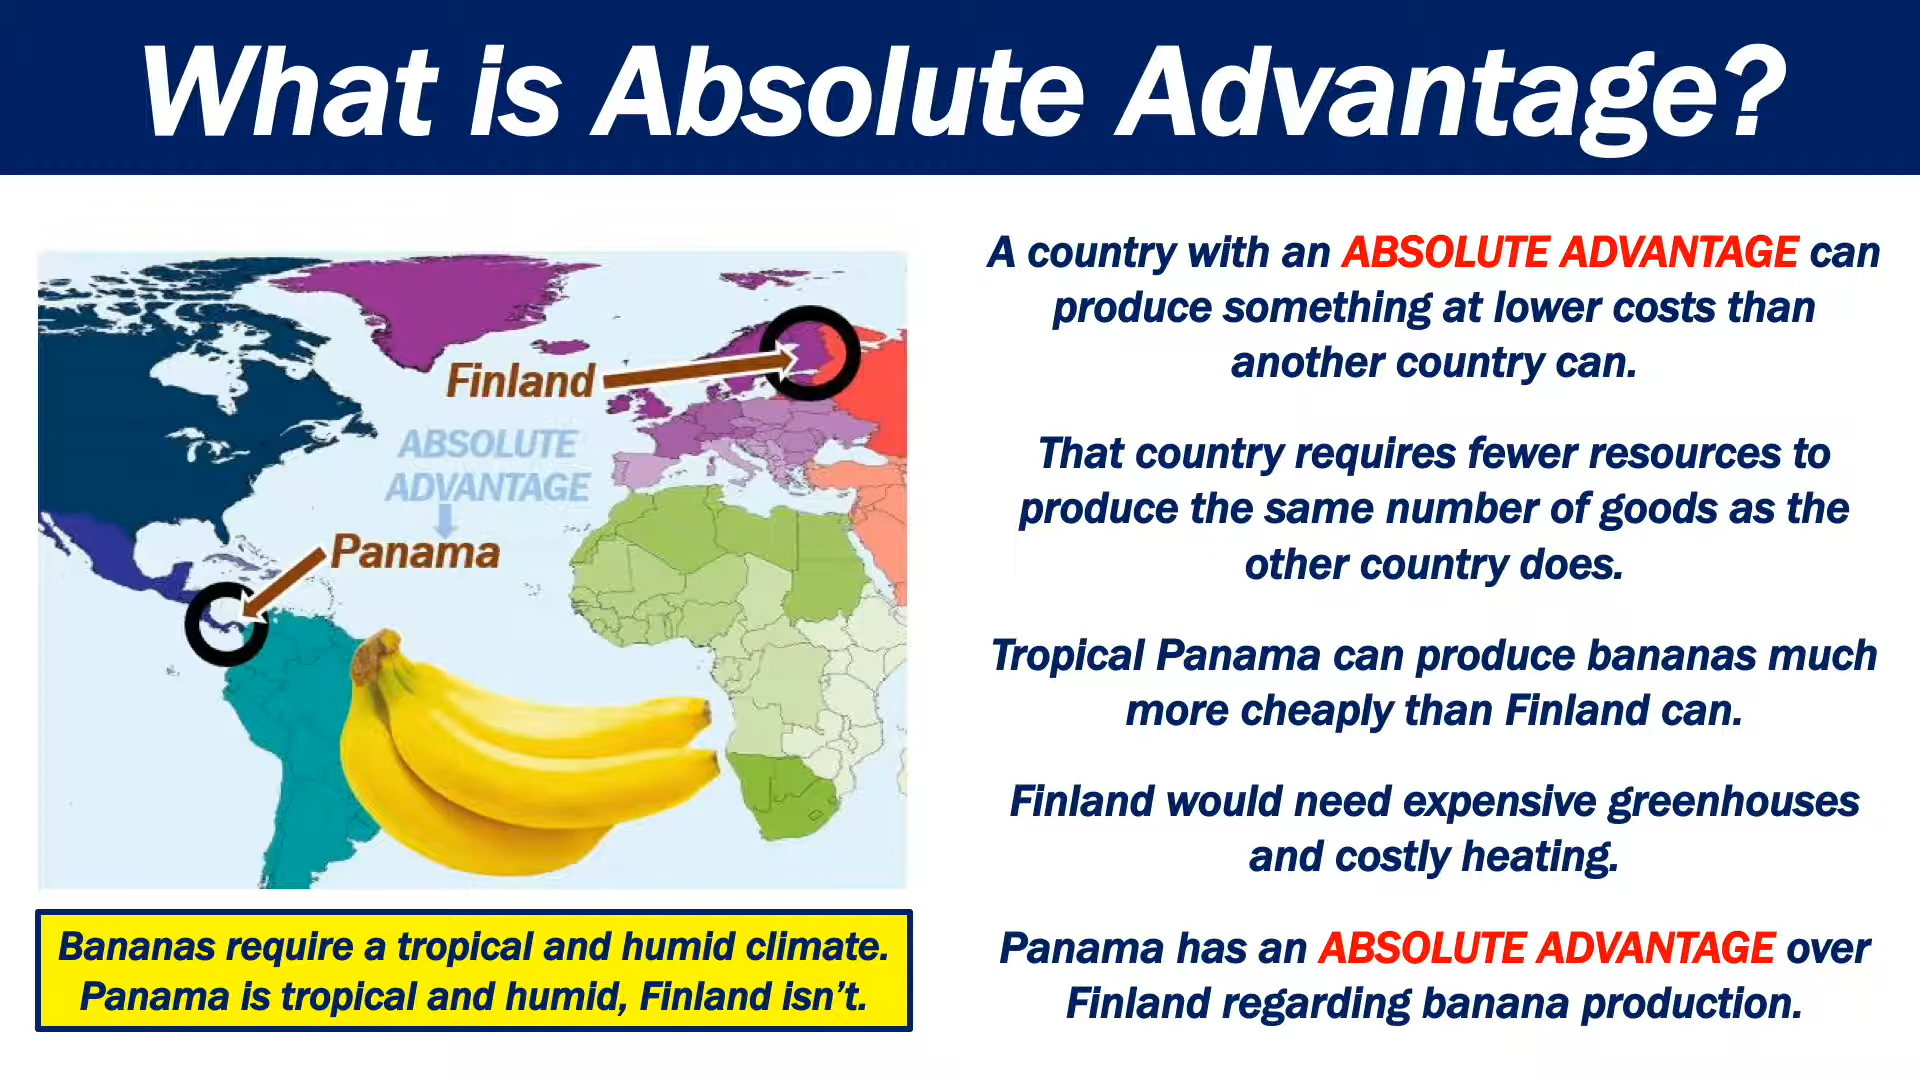 What is Absolute Advantage?
Finland
ABSOLUTE
ADVANTAGE
Panama
Bananas require a tropical and humid climate.
Panama is tropical and humid, Finland isn’t.
A country with an ABSOLUTE ADVANTAGE can
produce something at lower costs than
another country can.
That country requires fewer resources to
produce the same number of goods as the
other country does.
Tropical Panama can produce bananas much
more cheaply than Finland can.
Finland would need expensive greenhouses
and costly heating.
Panama has an ABSOLUTE ADVANTAGE over
Finland regarding banana production.